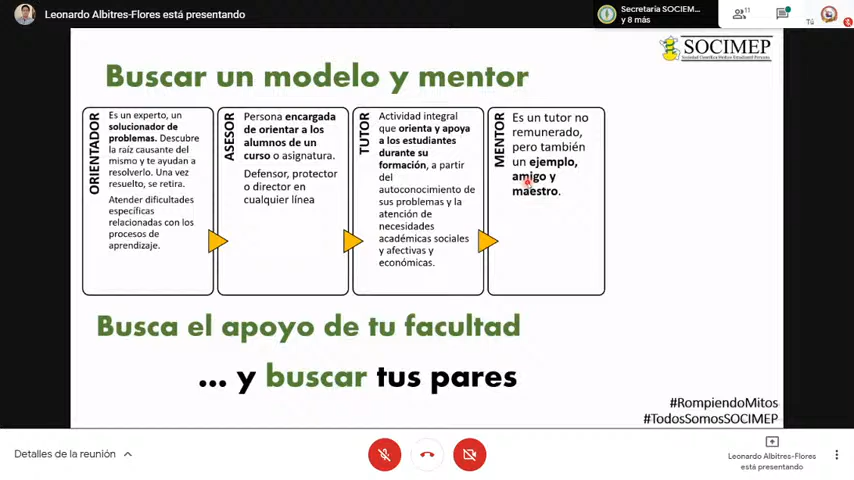 Leonardo Albitres-Flores está presentando
Secretaría SOCIEM...
y 8 más
11
Tú
SOCIMEP
Sociedad Científica Médico Estudiantil Peruana
Buscar un modelo y mentor
ORIENTADOR
Es un experto, un
solucionador de
problemas. Descubre
la raíz causante del
mismo y te ayudan a
resolverlo. Una vez
resuelto, se retira.
Atender dificultades
específicas
relacionadas con los
procesos de
aprendizaje.
ASESOR
Persona encargada
de orientar a los
alumnos de un
curso o asignatura.
Defensor, protector
o director en
cualquier línea
TUTOR
Actividad integral
que orienta y apoya
a los estudiantes
durante su
formación, a partir
del
autoconocimiento de
sus problemas y la
atención de
necesidades
académicas sociales
y afectivas y
económicas.
MENTOR
Es un tutor no
remunerado,
pero también
un ejemplo,
amigo y
maestro.
Busca el apoyo de tu facultad
... y buscar tus pares
#RompiendoMitos
#TodosSomosSOCIMEP
Detalles de la reunión
Leonardo Albitres-Flores
está presentando